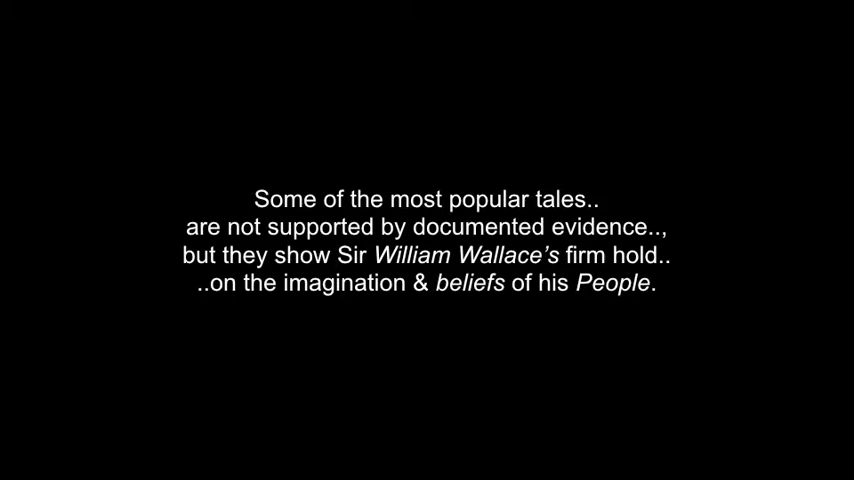 Some of the most popular tales..
are not supported by documented evidence..,
but they show Sir William Wallace's firm hold..
..on the imagination & beliefs of his People.